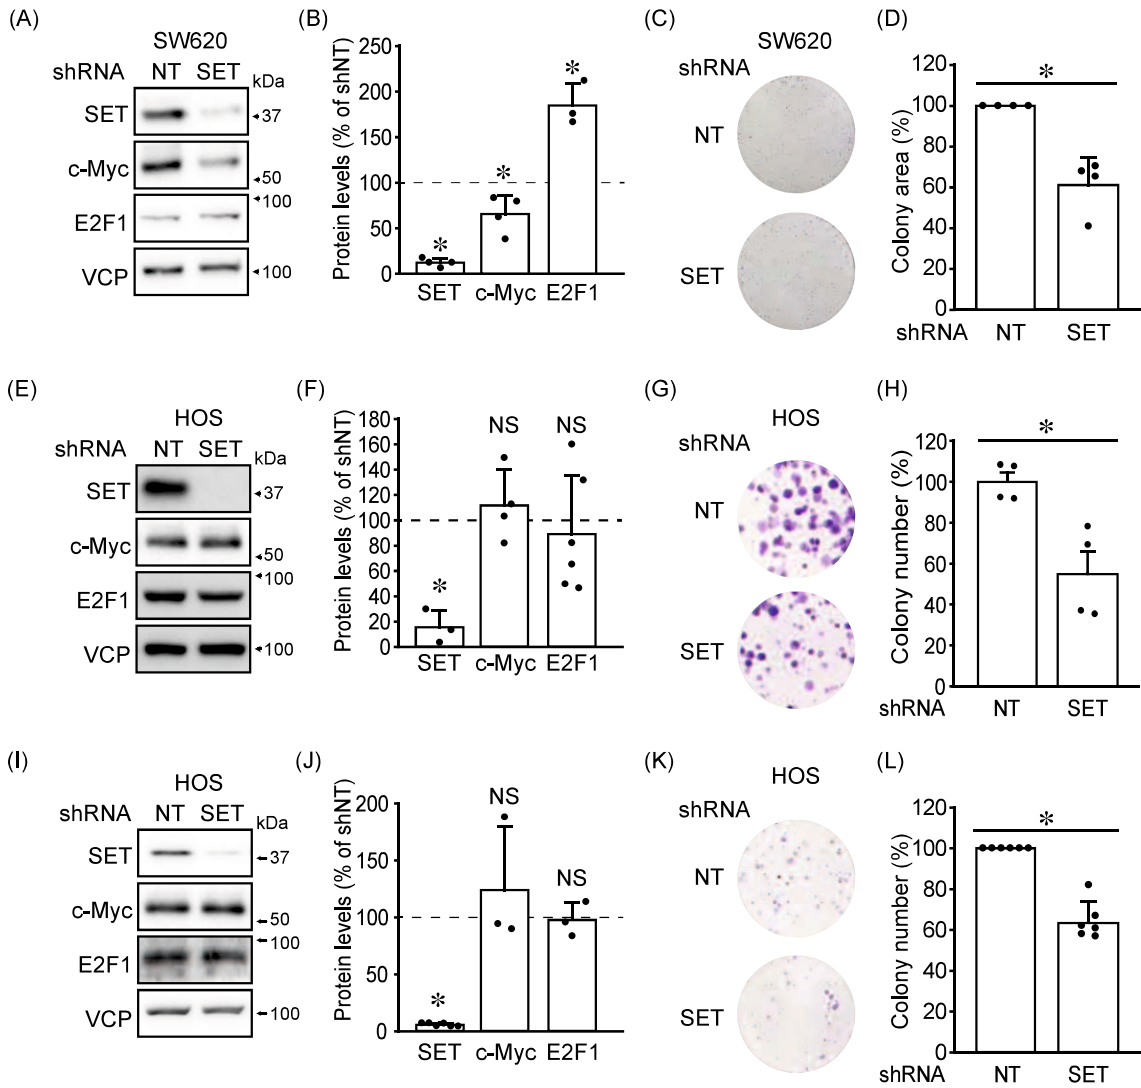 (A)
SW620
shRNA NT SET kDa
SET 37
c-Myc 50
100
E2F1
VCP 100
(B)
Protein levels (% of shNT)
250
200
150
100
50
0
* * *
SET c-Myc E2F1
(C)
SW620
shRNA
NT
SET
(D)
Colony area (%)
120
100
80
60
40
20
0
*
shRNA NT SET
(E)
HOS
shRNA NT SET kDa
SET 37
c-Myc 50
100
E2F1
VCP 100
(F)
Protein levels (% of shNT)
180
160
140
120
100
80
60
40
20
0
* NS NS
SET c-Myc E2F1
(G)
HOS
shRNA
NT
SET
(H)
Colony number (%)
120
100
80
60
40
20
0
*
shRNA NT SET
(I)
HOS
shRNA NT SET kDa
SET 37
c-Myc 50
100
E2F1
VCP 100
(J)
Protein levels (% of shNT)
200
150
100
50
0
* NS NS
SET c-Myc E2F1
(K)
HOS
shRNA
NT
SET
(L)
Colony number (%)
120
100
80
60
40
20
0
*
shRNA NT SET